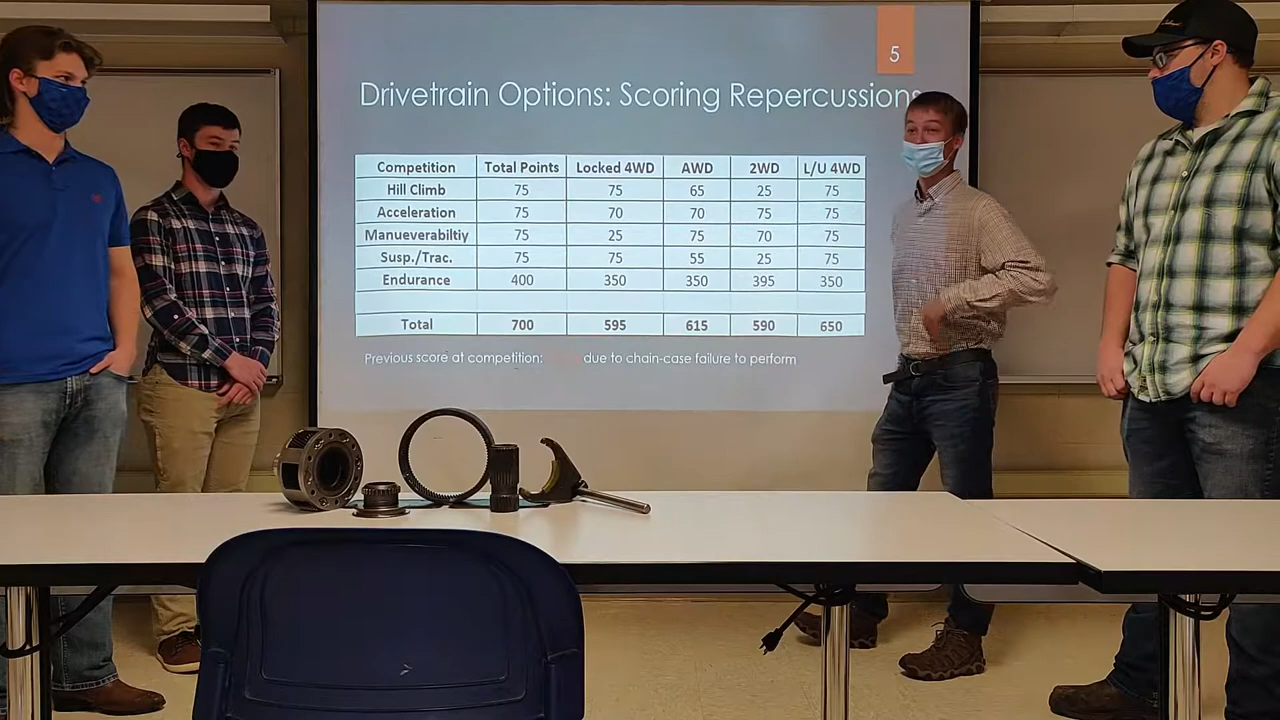 5
Drivetrain Options: Scoring Repercussions
Competition Total Points Locked 4WD AWD 2WD L/U 4WD
Hill Climb 75 75 65 25 75
Acceleration 75 70 70 75 75
Manueverabiltiy 75 25 75 70 75
Susp./Trac. 75 75 55 25 75
Endurance 400 350 350 395 350
Total 700 595 615 590 650
Previous score at competition: due to chain-case failure to perform